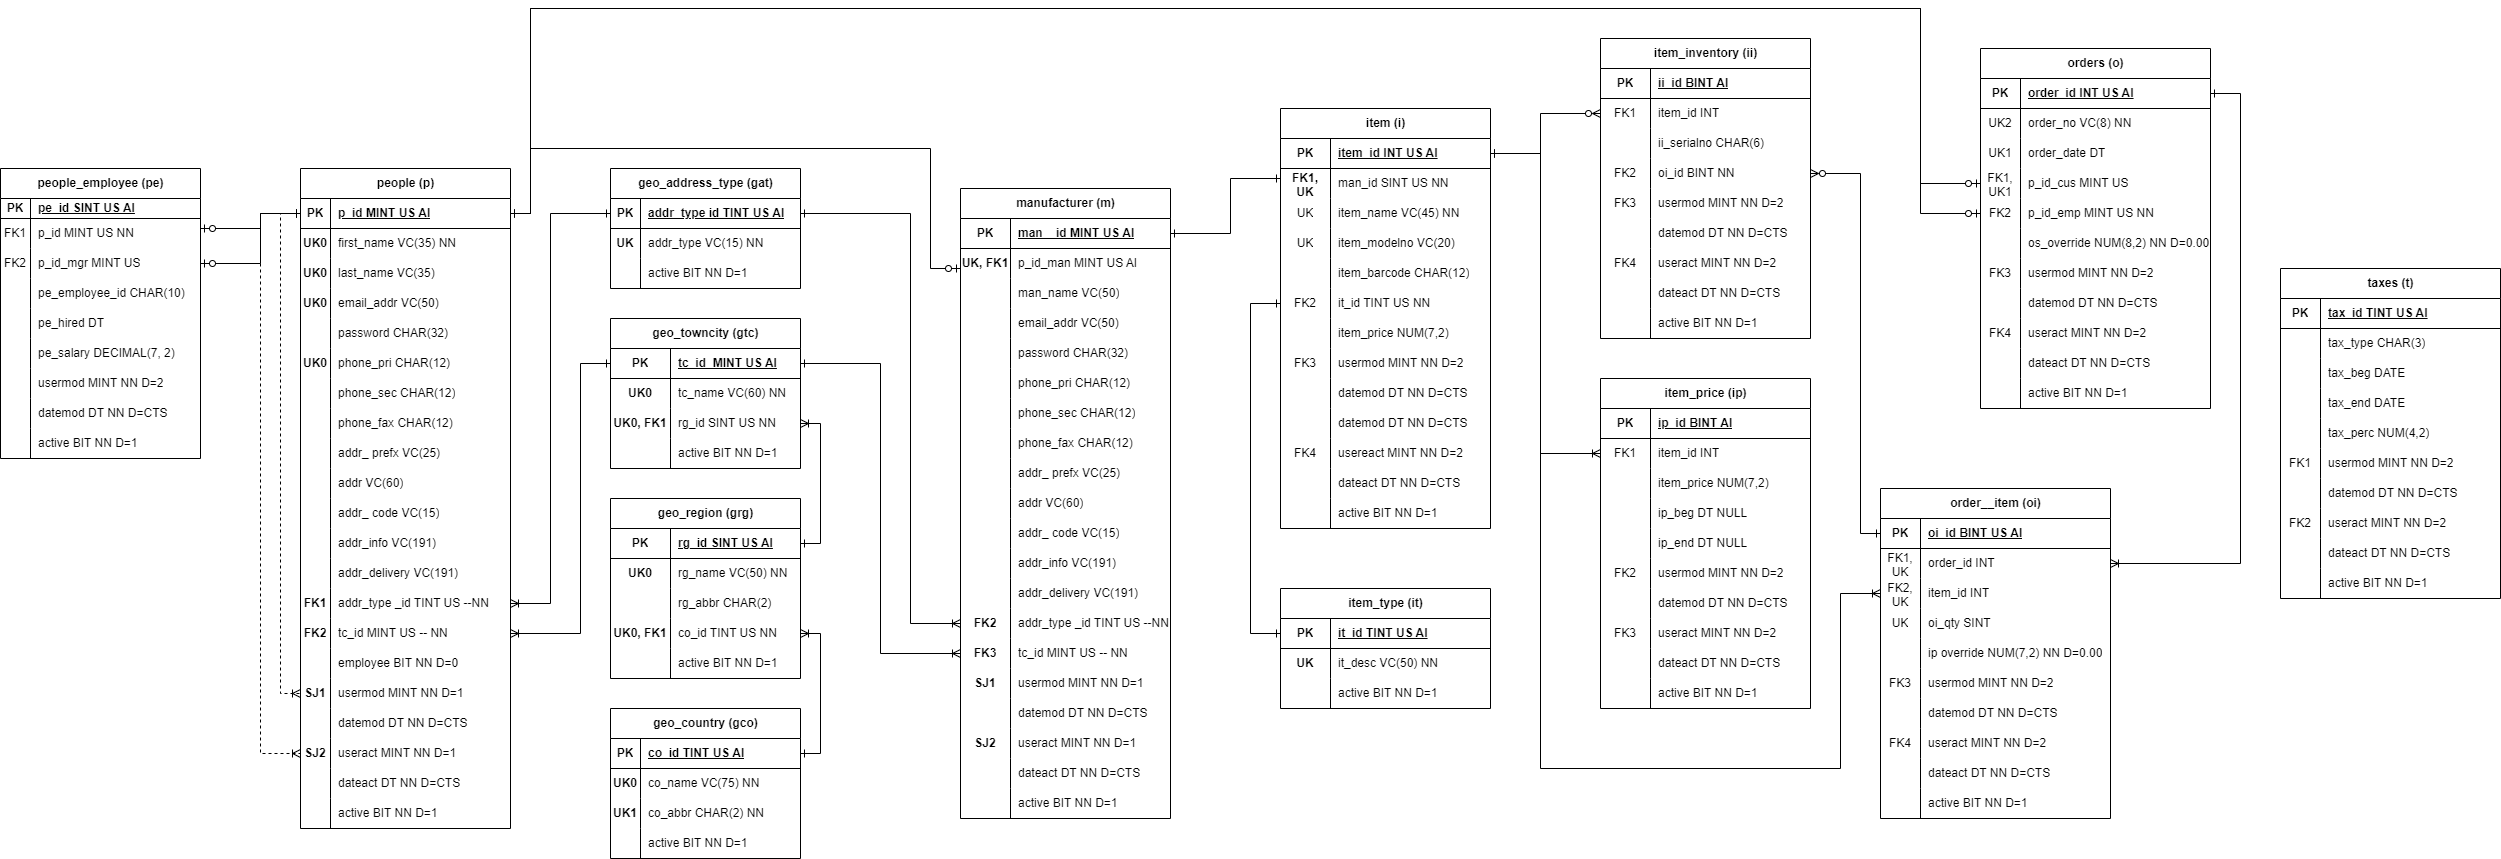 people_employee (pe)
PK pe_id SINT US AI
FK1 p_id MINT US NN
FK2 p_id_mgr MINT US
pe_employee_id CHAR(10)
pe_hired DT
pe_salary DECIMAL(7, 2)
usermod MINT NN D=2
datemod DT NN D=CTS
active BIT NN D=1
people (p)
PK p_id MINT US AI
UK0 first_name VC(35) NN
UK0 last_name VC(35)
UK0 email_addr VC(50)
password CHAR(32)
UK0 phone_pri CHAR(12)
phone_sec CHAR(12)
phone_fax CHAR(12)
addr_ prefx VC(25)
addr VC(60)
addr_ code VC(15)
addr_info VC(191)
addr_delivery VC(191)
FK1 addr_type _id TINT US --NN
FK2 tc_id MINT US -- NN
employee BIT NN D=0
SJ1 usermod MINT NN D=1
datemod DT NN D=CTS
SJ2 useract MINT NN D=1
dateact DT NN D=CTS
active BIT NN D=1
geo_address_type (gat)
PK addr_type id TINT US AI
UK addr_type VC(15) NN
active BIT NN D=1
geo_towncity (gtc)
PK tc_id  MINT US AI
UK0 tc_name VC(60) NN
UK0, FK1 rg_id SINT US NN
active BIT NN D=1
geo_region (grg)
PK rg_id SINT US AI
UK0 rg_name VC(50) NN
rg_abbr CHAR(2)
UK0, FK1 co_id TINT US NN
active BIT NN D=1
geo_country (gco)
PK co_id TINT US AI
UK0 co_name VC(75) NN
UK1 co_abbr CHAR(2) NN
active BIT NN D=1
manufacturer (m)
PK man__id MINT US AI
UK, FK1 p_id_man MINT US AI
man_name VC(50)
email_addr VC(50)
password CHAR(32)
phone_pri CHAR(12)
phone_sec CHAR(12)
phone_fax CHAR(12)
addr_ prefx VC(25)
addr VC(60)
addr_ code VC(15)
addr_info VC(191)
addr_delivery VC(191)
FK2 addr_type _id TINT US --NN
FK3 tc_id MINT US -- NN
SJ1 usermod MINT NN D=1
datemod DT NN D=CTS
SJ2 useract MINT NN D=1
dateact DT NN D=CTS
active BIT NN D=1
item (i)
PK item_id INT US AI
FK1, UK man_id SINT US NN
UK item_name VC(45) NN
UK item_modelno VC(20)
item_barcode CHAR(12)
FK2 it_id TINT US NN
item_price NUM(7,2)
FK3 usermod MINT NN D=2
datemod DT NN D=CTS
datemod DT NN D=CTS
FK4 usereact MINT NN D=2
dateact DT NN D=CTS
active BIT NN D=1
item_type (it)
PK it_id TINT US AI
UK it_desc VC(50) NN
active BIT NN D=1
item_inventory (ii)
PK ii_id BINT AI
FK1 item_id INT
ii_serialno CHAR(6)
FK2 oi_id BINT NN
FK3 usermod MINT NN D=2
datemod DT NN D=CTS
FK4 useract MINT NN D=2
dateact DT NN D=CTS
active BIT NN D=1
item_price (ip)
PK ip_id BINT AI
FK1 item_id INT
item_price NUM(7,2)
ip_beg DT NULL
ip_end DT NULL
FK2 usermod MINT NN D=2
datemod DT NN D=CTS
FK3 useract MINT NN D=2
dateact DT NN D=CTS
active BIT NN D=1
orders (o)
PK order_id INT US AI
UK2 order_no VC(8) NN
UK1 order_date DT
FK1, UK1 p_id_cus MINT US
FK2 p_id_emp MINT US NN
os_override NUM(8,2) NN D=0.00
FK3 usermod MINT NN D=2
datemod DT NN D=CTS
FK4 useract MINT NN D=2
dateact DT NN D=CTS
active BIT NN D=1
order__item (oi)
PK oi_id BINT US AI
FK1, UK order_id INT
FK2, UK item_id INT
UK oi_qty SINT
ip override NUM(7,2) NN D=0.00
FK3 usermod MINT NN D=2
datemod DT NN D=CTS
FK4 useract MINT NN D=2
dateact DT NN D=CTS
active BIT NN D=1
taxes (t)
PK tax_id TINT US AI
tax_type CHAR(3)
tax_beg DATE
tax_end DATE
tax_perc NUM(4,2)
FK1 usermod MINT NN D=2
datemod DT NN D=CTS
FK2 useract MINT NN D=2
dateact DT NN D=CTS
active BIT NN D=1